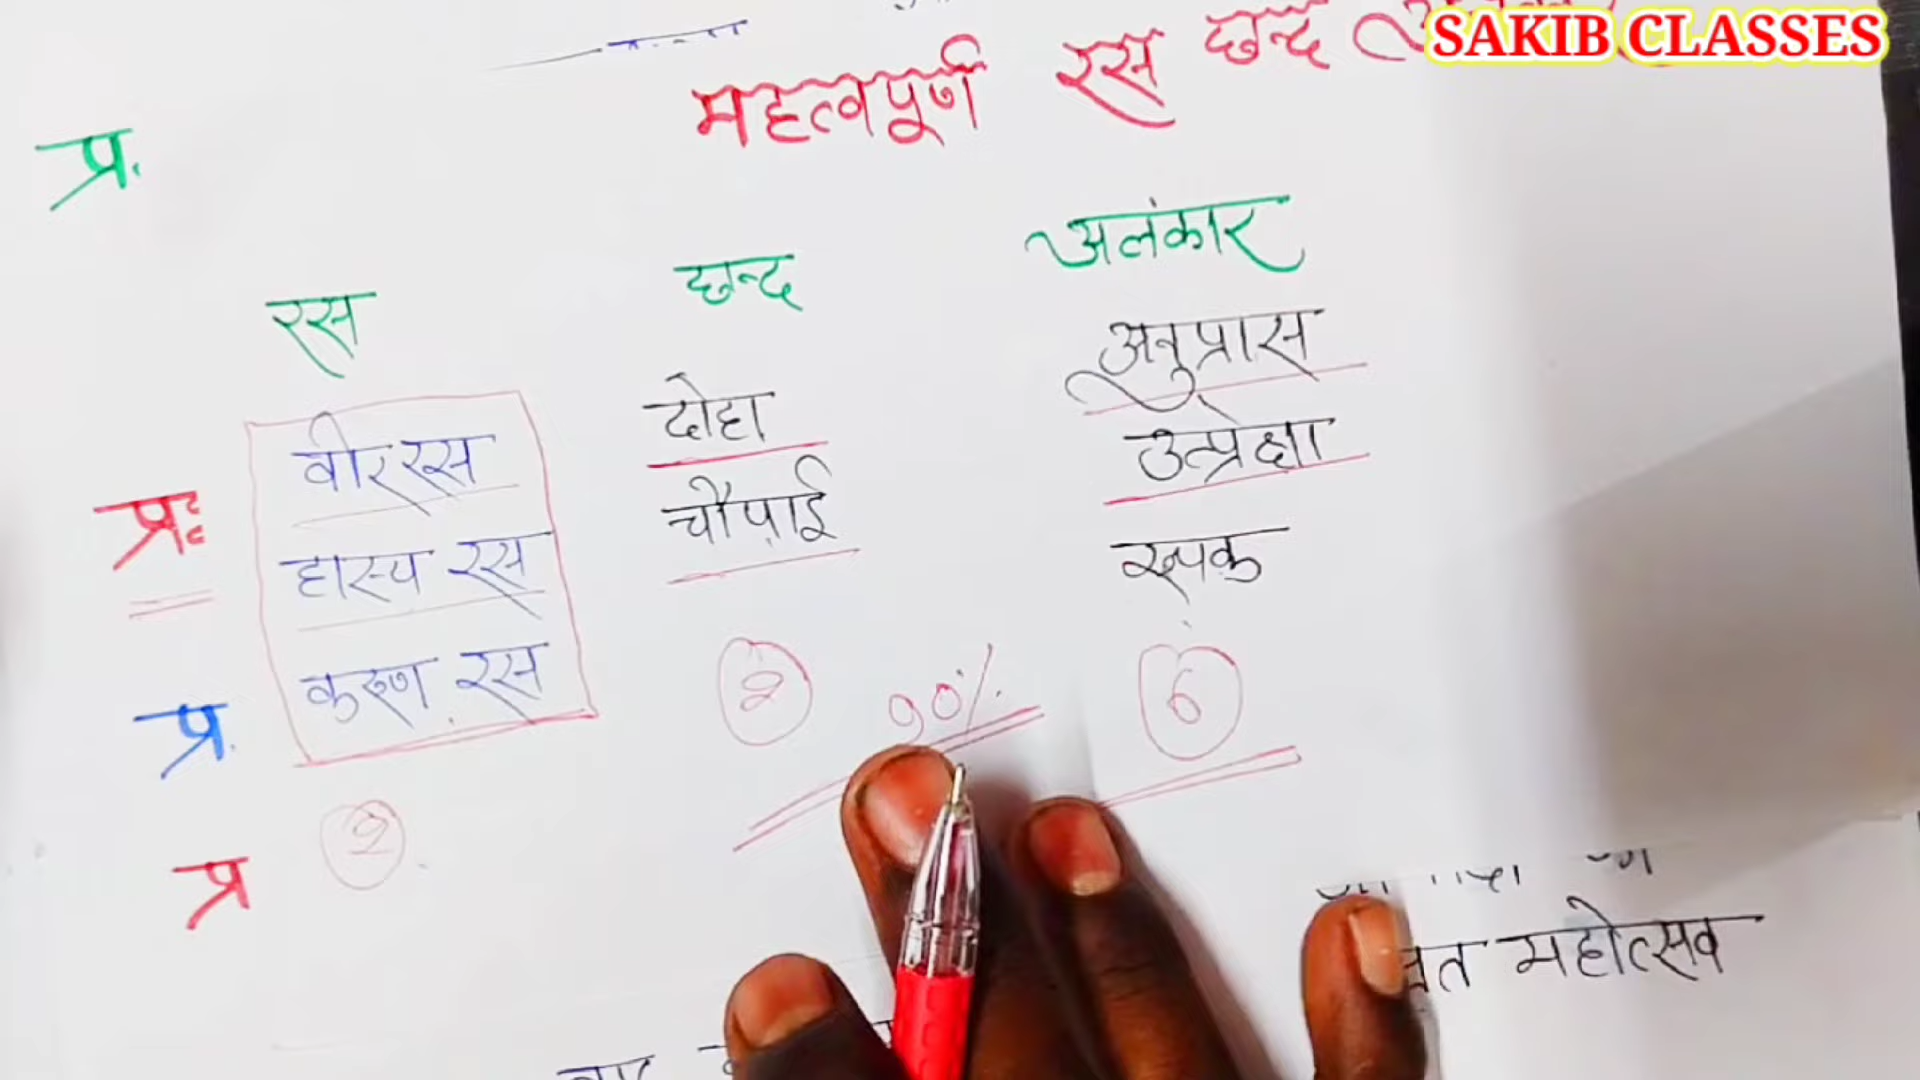 SAKIB CLASSES
महत्वपूर्ण रस छन्द
प्र.
रस छन्द अलंकार
वीर रस दोहा अनुप्रास
प्र: हास्य रस चौपाई उत्प्रेक्षा
करुण रस रूपक
प्र.
2 90% 6
2
प्र
महोत्सव